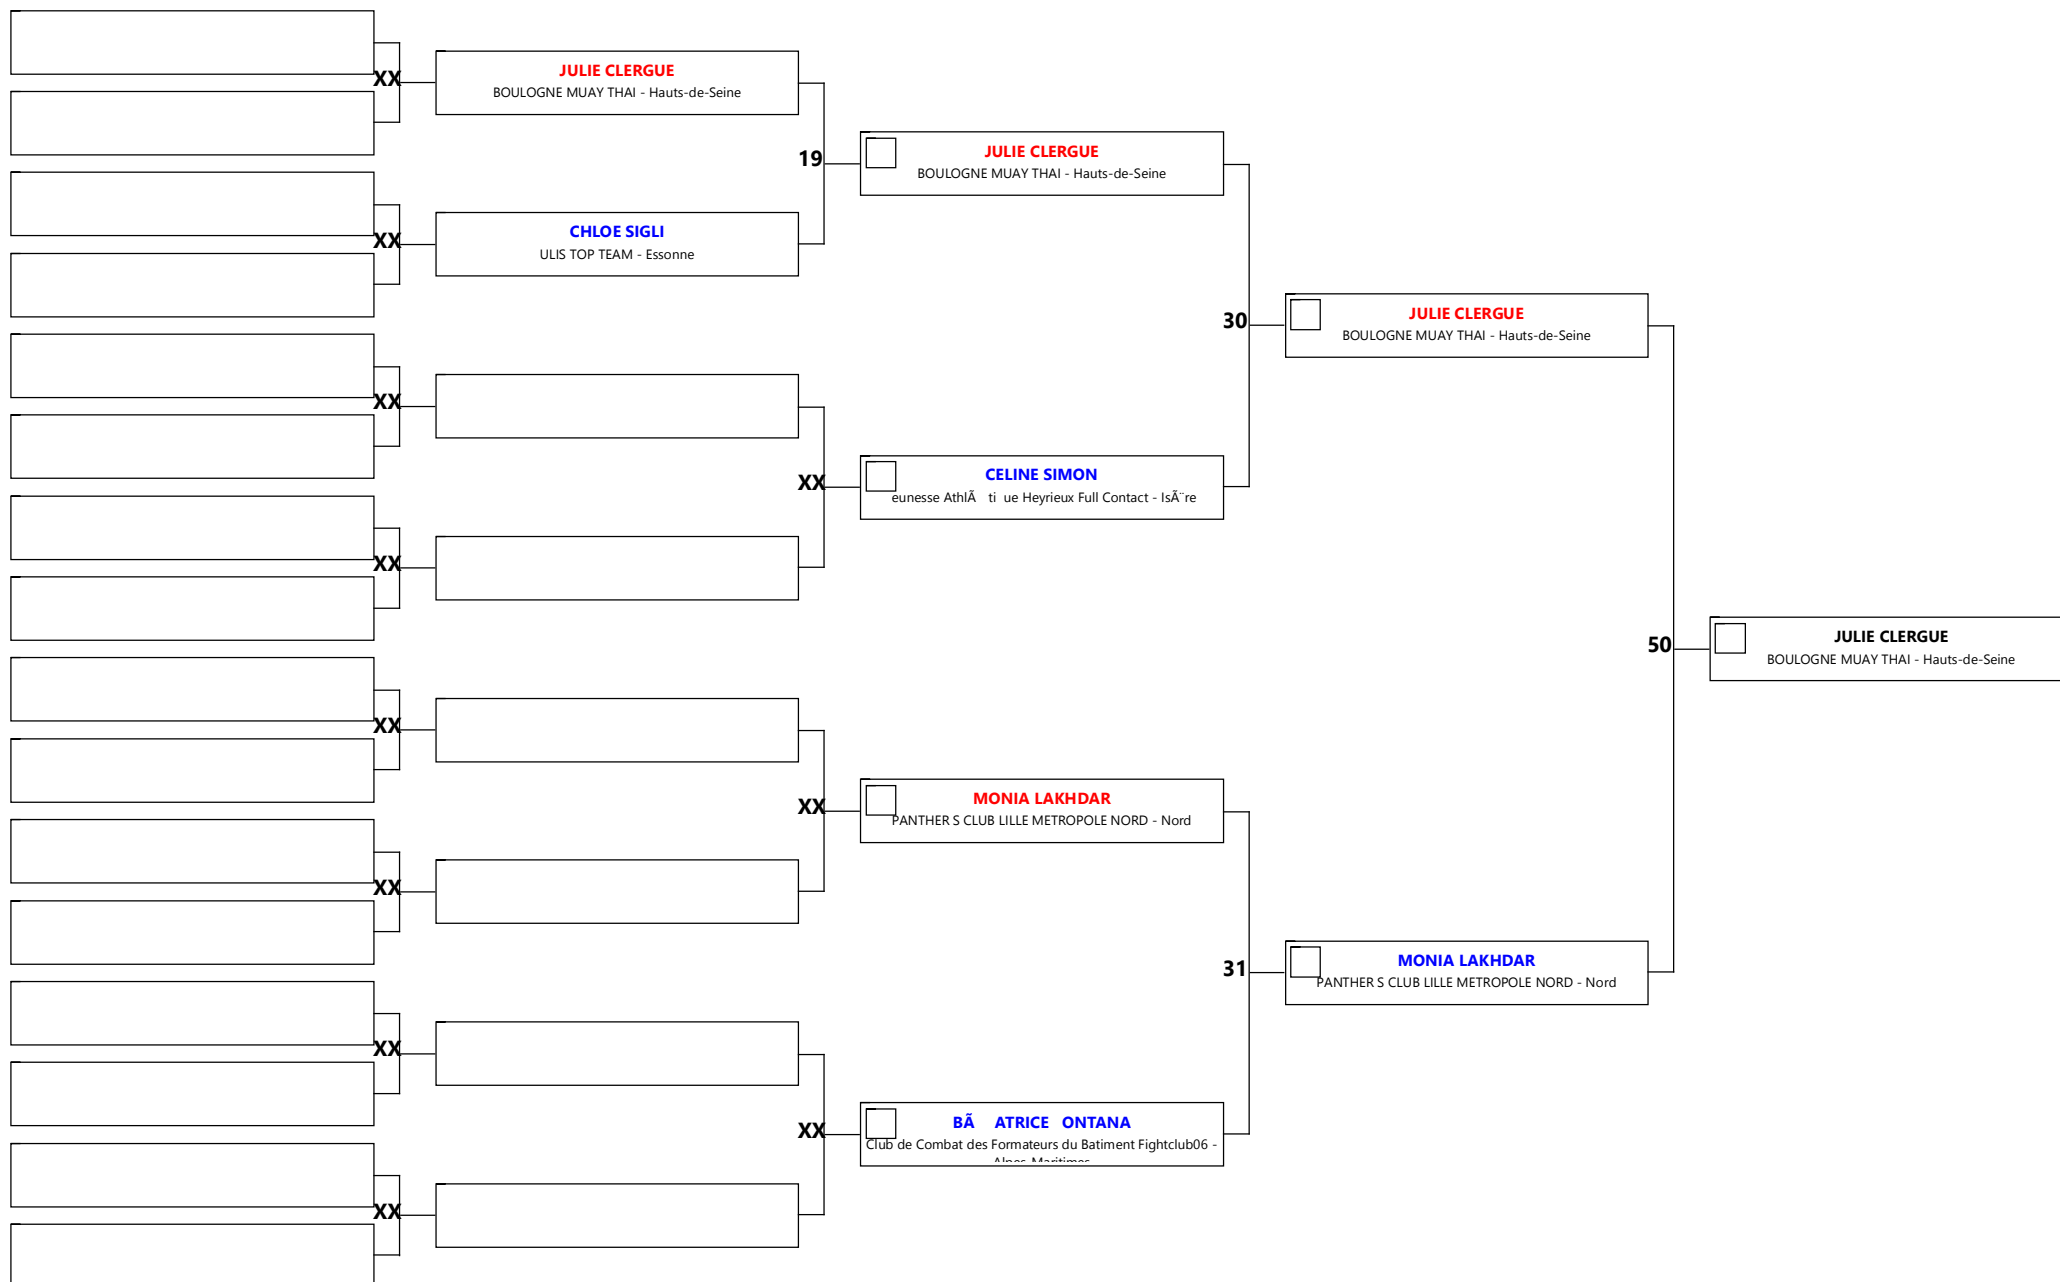 XX
JULIE CLERGUE
BOULOGNE MUAY THAI - Hauts-de-Seine
19
JULIE CLERGUE
BOULOGNE MUAY THAI - Hauts-de-Seine
XX
CHLOE SIGLI
ULIS TOP TEAM - Essonne
30
JULIE CLERGUE
BOULOGNE MUAY THAI - Hauts-de-Seine
XX
XX
CELINE SIMON
eunesse AthlÃ ti ue Heyrieux Full Contact - IsÃ¨re
XX
50
JULIE CLERGUE
BOULOGNE MUAY THAI - Hauts-de-Seine
XX
XX
MONIA LAKHDAR
PANTHER S CLUB LILLE METROPOLE NORD - Nord
XX
31
MONIA LAKHDAR
PANTHER S CLUB LILLE METROPOLE NORD - Nord
XX
XX
BÃ ATRICE ONTANA
Club de Combat des Formateurs du Batiment Fightclub06 -
Alpes-Maritimes
XX